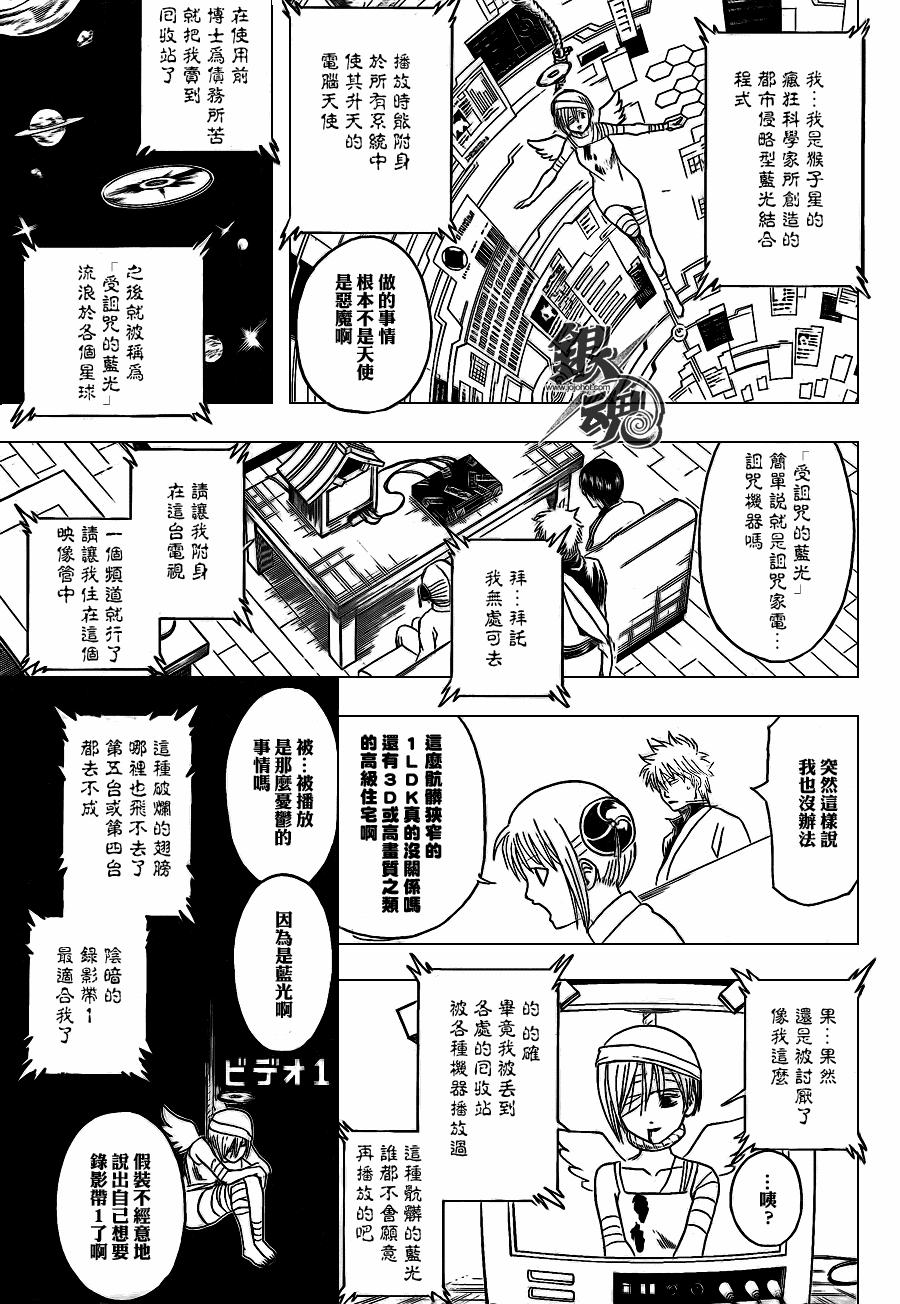 我…我是猴子星的
瘋狂科學家所創造的
都市侵略型藍光結合
程式
播放時能附身
於所有系統中
使其升天的
電腦天使
在使用前
博士為債務所苦
就把我賣到
回收站了
做的事情
根本不是天使
是惡魔啊
之後就被稱為
「受詛咒的藍光」
流浪於各個星球
銀魂
www.jojohot.com
「受詛咒的藍光」
簡單說就是詛咒家電…
詛咒機器嗎
拜…拜託
我無處可去
請讓我附身
在這台電視
一個頻道就行了
請讓我住在這個
映像管中
突然這樣說
我也沒辦法
這麼骯髒狹窄的
1LDK真的沒關係嗎
還有3D或高畫質之類
的高級住宅啊
果…果然
還是被討厭了
像我這麼
…咦?
的 的確
畢竟我被丟到
各處的回收站
被各種機器播放過
這種骯髒的藍光
誰都不會願意
再播放的吧
被…被播放
是那麼憂鬱的
事情嗎
因為是藍光啊
這種破爛的翅膀
哪裡也飛不去了
第五台或第四台
都去不成
陰暗的
錄影帶1
最適合我了
ビデオ1
假裝不經意地
說出自己想要
錄影帶1了啊